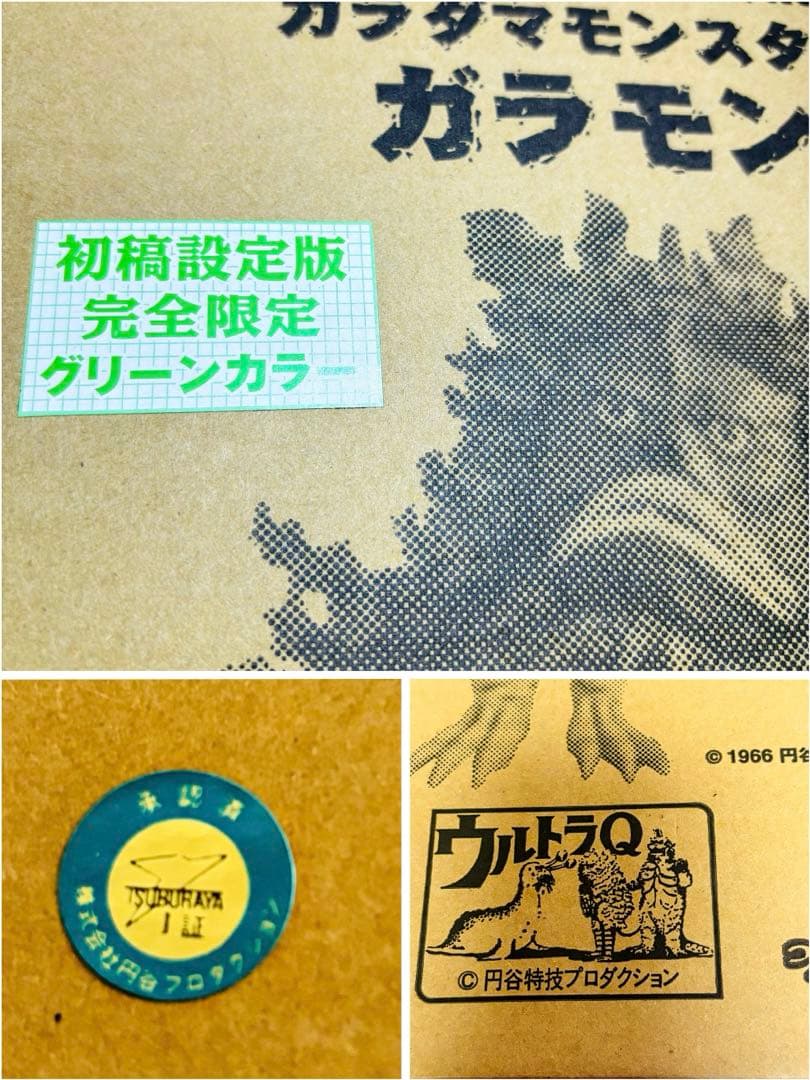 ガラダマモンスタ
ガラモン
初稿設定版
完全限定
グリーンカラー
承認
TSUBURAYA
証
株式会社円谷プロダクション
© 1966 円谷
ウルトラQ
© 円谷特技プロダクション